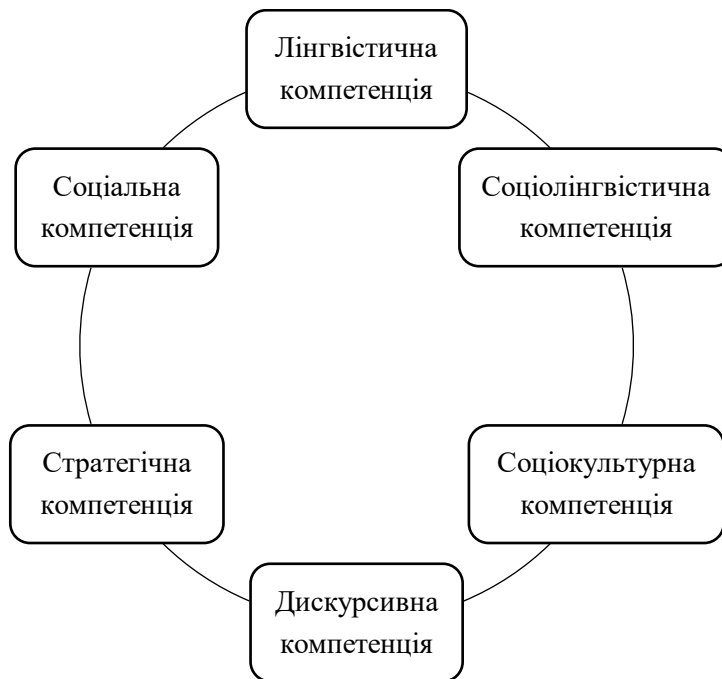 Лінгвістична
компетенція
Соціальна
компетенція
Соціолінгвістична
компетенція
Стратегічна
компетенція
Соціокультурна
компетенція
Дискурсивна
компетенція